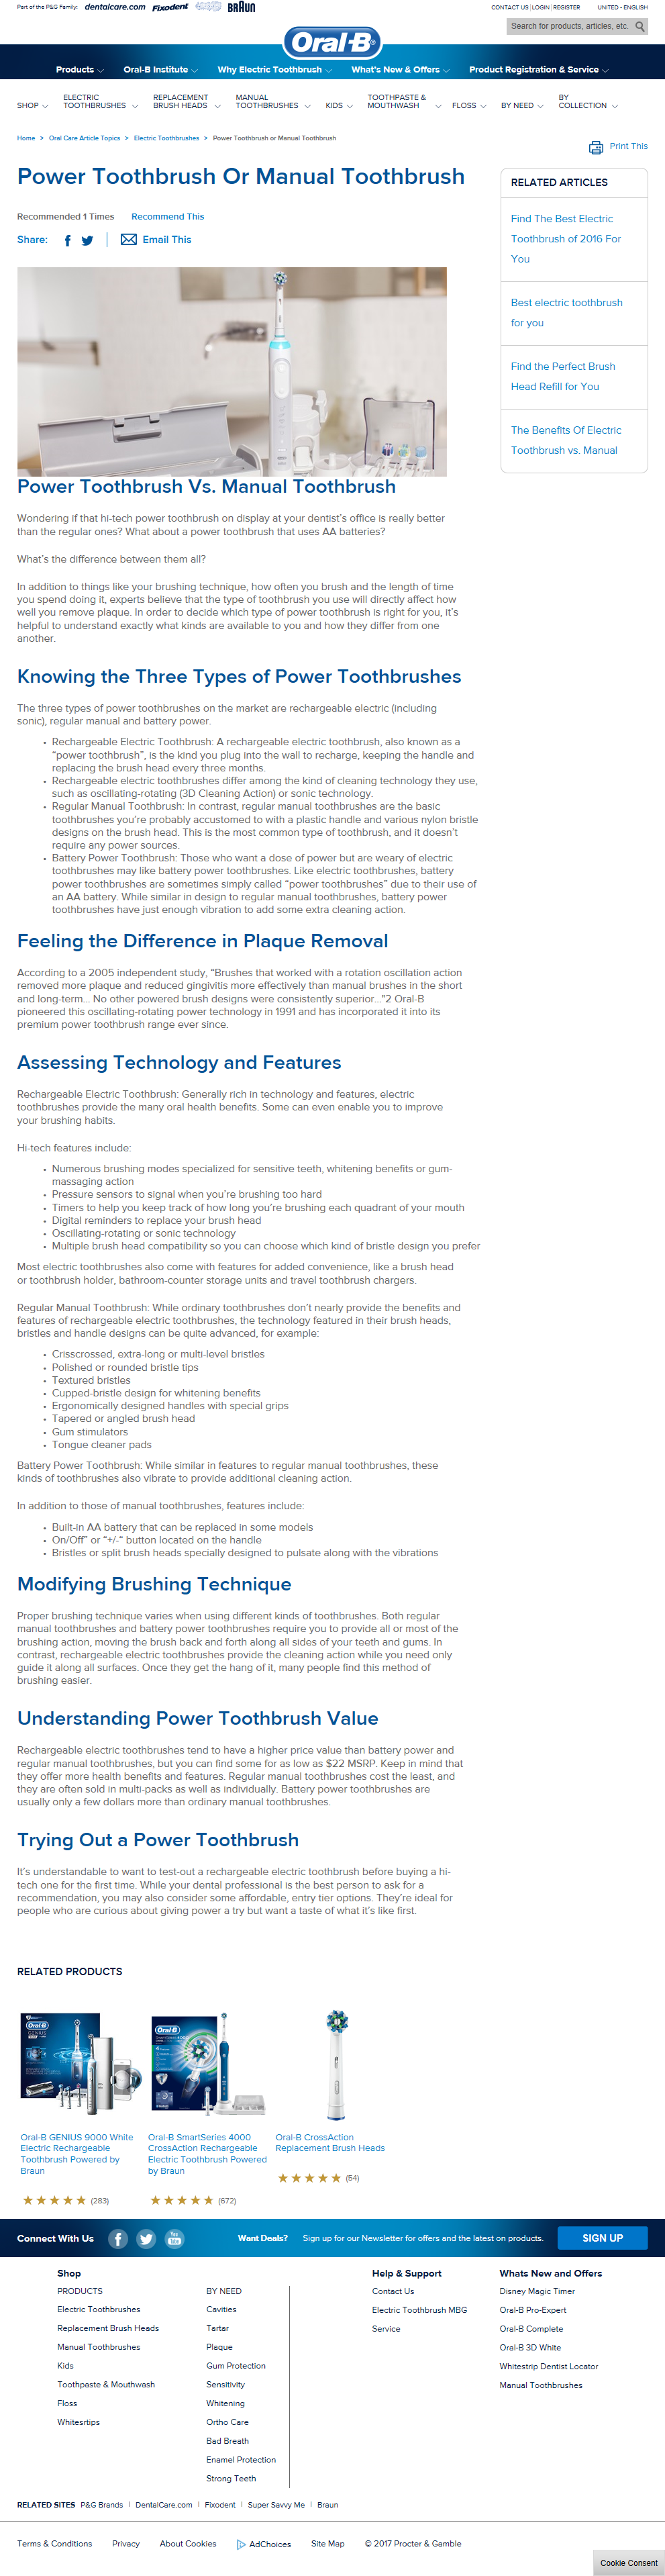 Part of the P&G Family: dentalcare.com Fixodent BRAUN
CONTACT US | LOGIN | REGISTER UNITED - ENGLISH
Search for products, articles, etc.
Oral-B
Products Oral-B Institute Why Electric Toothbrush What's New & Offers Product Registration & Service
SHOP ELECTRIC TOOTHBRUSHES REPLACEMENT BRUSH HEADS MANUAL TOOTHBRUSHES KIDS TOOTHPASTE & MOUTHWASH FLOSS BY NEED BY COLLECTION
Home > Oral Care Article Topics > Electric Toothbrushes > Power Toothbrush or Manual Toothbrush
Print This
Power Toothbrush Or Manual Toothbrush
Recommended 1 Times Recommend This
Share: Email This
RELATED ARTICLES
Find The Best Electric
Toothbrush of 2016 For
You
Best electric toothbrush
for you
Find the Perfect Brush
Head Refill for You
The Benefits Of Electric
Toothbrush vs. Manual
Power Toothbrush Vs. Manual Toothbrush
Wondering if that hi-tech power toothbrush on display at your dentist's office is really better
than the regular ones? What about a power toothbrush that uses AA batteries?
What's the difference between them all?
In addition to things like your brushing technique, how often you brush and the length of time
you spend doing it, experts believe that the type of toothbrush you use will directly affect how
well you remove plaque. In order to decide which type of power toothbrush is right for you, it's
helpful to understand exactly what kinds are available to you and how they differ from one
another.
Knowing the Three Types of Power Toothbrushes
The three types of power toothbrushes on the market are rechargeable electric (including
sonic), regular manual and battery power.
• Rechargeable Electric Toothbrush: A rechargeable electric toothbrush, also known as a
"power toothbrush", is the kind you plug into the wall to recharge, keeping the handle and
replacing the brush head every three months.
• Rechargeable electric toothbrushes differ among the kind of cleaning technology they use,
such as oscillating-rotating (3D Cleaning Action) or sonic technology.
• Regular Manual Toothbrush: In contrast, regular manual toothbrushes are the basic
toothbrushes you're probably accustomed to with a plastic handle and various nylon bristle
designs on the brush head. This is the most common type of toothbrush, and it doesn't
require any power sources.
• Battery Power Toothbrush: Those who want a dose of power but are weary of electric
toothbrushes may like battery power toothbrushes. Like electric toothbrushes, battery
power toothbrushes are sometimes simply called "power toothbrushes" due to their use of
an AA battery. While similar in design to regular manual toothbrushes, battery power
toothbrushes have just enough vibration to add some extra cleaning action.
Feeling the Difference in Plaque Removal
According to a 2005 independent study, "Brushes that worked with a rotation oscillation action
removed more plaque and reduced gingivitis more effectively than manual brushes in the short
and long-term... No other powered brush designs were consistently superior..."2 Oral-B
pioneered this oscillating-rotating power technology in 1991 and has incorporated it into its
premium power toothbrush range ever since.
Assessing Technology and Features
Rechargeable Electric Toothbrush: Generally rich in technology and features, electric
toothbrushes provide the many oral health benefits. Some can even enable you to improve
your brushing habits.
Hi-tech features include:
• Numerous brushing modes specialized for sensitive teeth, whitening benefits or gum-
massaging action
• Pressure sensors to signal when you're brushing too hard
• Timers to help you keep track of how long you're brushing each quadrant of your mouth
• Digital reminders to replace your brush head
• Oscillating-rotating or sonic technology
• Multiple brush head compatibility so you can choose which kind of bristle design you prefer
Most electric toothbrushes also come with features for added convenience, like a brush head
or toothbrush holder, bathroom-counter storage units and travel toothbrush chargers.
Regular Manual Toothbrush: While ordinary toothbrushes don't nearly provide the benefits and
features of rechargeable electric toothbrushes, the technology featured in their brush heads,
bristles and handle designs can be quite advanced, for example:
• Crisscrossed, extra-long or multi-level bristles
• Polished or rounded bristle tips
• Textured bristles
• Cupped-bristle design for whitening benefits
• Ergonomically designed handles with special grips
• Tapered or angled brush head
• Gum stimulators
• Tongue cleaner pads
Battery Power Toothbrush: While similar in features to regular manual toothbrushes, these
kinds of toothbrushes also vibrate to provide additional cleaning action.
In addition to those of manual toothbrushes, features include:
• Built-in AA battery that can be replaced in some models
• On/Off" or "+/-" button located on the handle
• Bristles or split brush heads specially designed to pulsate along with the vibrations
Modifying Brushing Technique
Proper brushing technique varies when using different kinds of toothbrushes. Both regular
manual toothbrushes and battery power toothbrushes require you to provide all or most of the
brushing action, moving the brush back and forth along all sides of your teeth and gums. In
contrast, rechargeable electric toothbrushes provide the cleaning action while you need only
guide it along all surfaces. Once they get the hang of it, many people find this method of
brushing easier.
Understanding Power Toothbrush Value
Rechargeable electric toothbrushes tend to have a higher price value than battery power and
regular manual toothbrushes, but you can find some for as low as $22 MSRP. Keep in mind that
they offer more health benefits and features. Regular manual toothbrushes cost the least, and
they are often sold in multi-packs as well as individually. Battery power toothbrushes are
usually only a few dollars more than ordinary manual toothbrushes.
Trying Out a Power Toothbrush
It's understandable to want to test-out a rechargeable electric toothbrush before buying a hi-
tech one for the first time. While your dental professional is the best person to ask for a
recommendation, you may also consider some affordable, entry tier options. They're ideal for
people who are curious about giving power a try but want a taste of what it's like first.
RELATED PRODUCTS
Oral-B GENIUS 9000 White
Electric Rechargeable
Toothbrush Powered by
Braun
(283)
Oral-B SmartSeries 4000
CrossAction Rechargeable
Electric Toothbrush Powered
by Braun
(672)
Oral-B CrossAction
Replacement Brush Heads
(54)
Connect With Us Want Deals? Sign up for our Newsletter for offers and the latest on products. SIGN UP
Shop
PRODUCTS
Electric Toothbrushes
Replacement Brush Heads
Manual Toothbrushes
Kids
Toothpaste & Mouthwash
Floss
Whitesrtips
BY NEED
Cavities
Tartar
Plaque
Gum Protection
Sensitivity
Whitening
Ortho Care
Bad Breath
Enamel Protection
Strong Teeth
Help & Support
Contact Us
Electric Toothbrush MBG
Service
Whats New and Offers
Disney Magic Timer
Oral-B Pro-Expert
Oral-B Complete
Oral-B 3D White
Whitestrip Dentist Locator
Manual Toothbrushes
RELATED SITES P&G Brands | DentalCare.com | Fixodent | Super Savvy Me | Braun
Terms & Conditions Privacy About Cookies AdChoices Site Map © 2017 Procter & Gamble
Cookie Consent